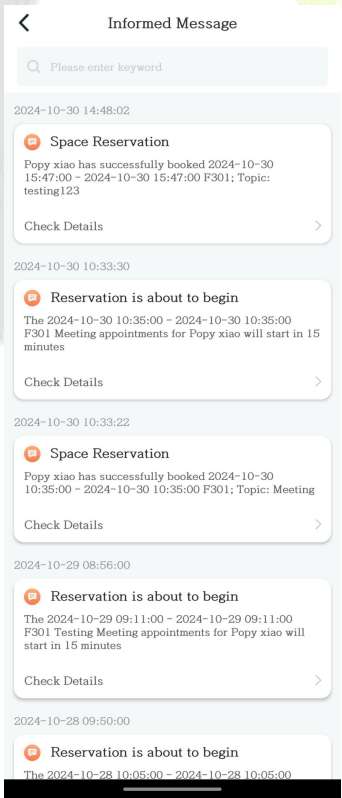 Informed Message
Please enter keyword
2024-10-30 14:48:02
Space Reservation
Popy xiao has successfully booked 2024-10-30
15:47:00 - 2024-10-30 15:47:00 F301; Topic:
testing123
Check Details
2024-10-30 10:33:30
Reservation is about to begin
The 2024-10-30 10:35:00 - 2024-10-30 10:35:00
F301 Meeting appointments for Popy xiao will start in 15
minutes
Check Details
2024-10-30 10:33:22
Space Reservation
Popy xiao has successfully booked 2024-10-30
10:35:00 - 2024-10-30 10:35:00 F301; Topic: Meeting
Check Details
2024-10-29 08:56:00
Reservation is about to begin
The 2024-10-29 09:11:00 - 2024-10-29 09:11:00
F301 Testing Meeting appointments for Popy xiao will
start in 15 minutes
Check Details
2024-10-28 09:50:00
Reservation is about to begin
The 2024-10-28 10:05:00 - 2024-10-28 10:05:00